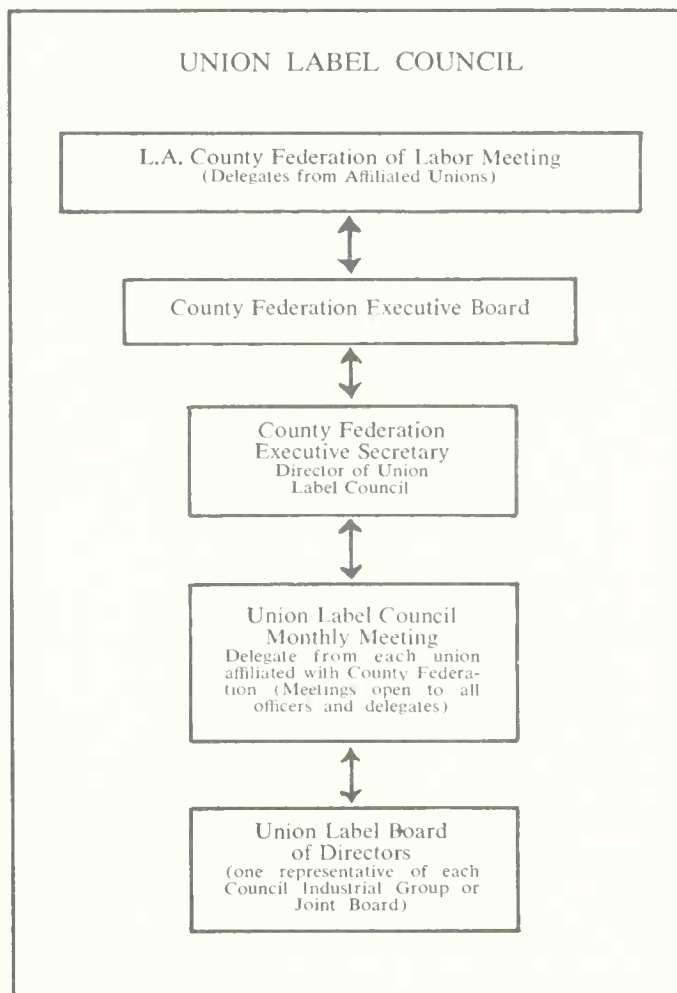 UNION LABEL COUNCIL
L.A. County Federation of Labor Meeting
(Delegates from Affiliated Unions)
County Federation Executive Board
County Federation
Executive Secretary
Director of Union
Label Council
Union Label Council
Monthly Meeting
Delegate from each union
affiliated with County Federa-
tion (Meetings open to all
officers and delegates)
Union Label Board
of Directors
(one representative of each
Council Industrial Group or
Joint Board)